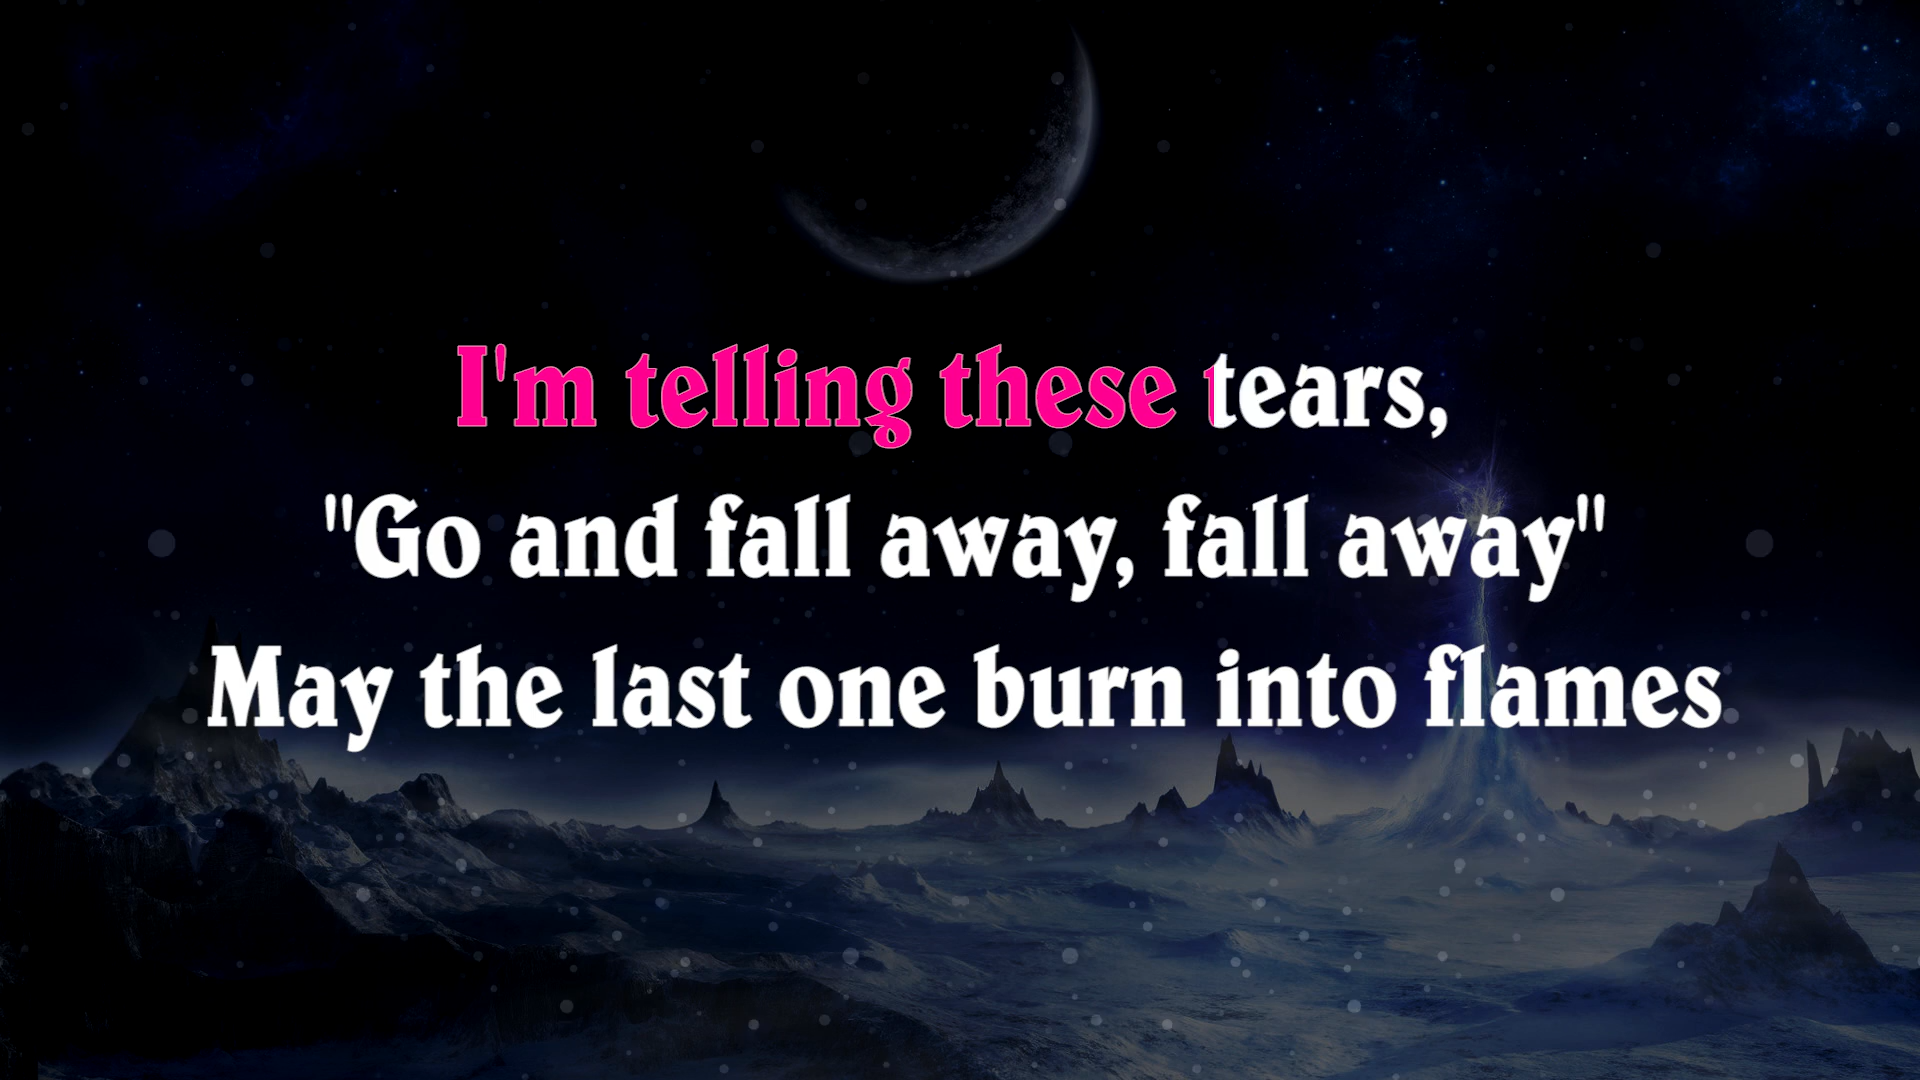 I'm telling these tears,
"Go and fall away, fall away"
May the last one burn into flames